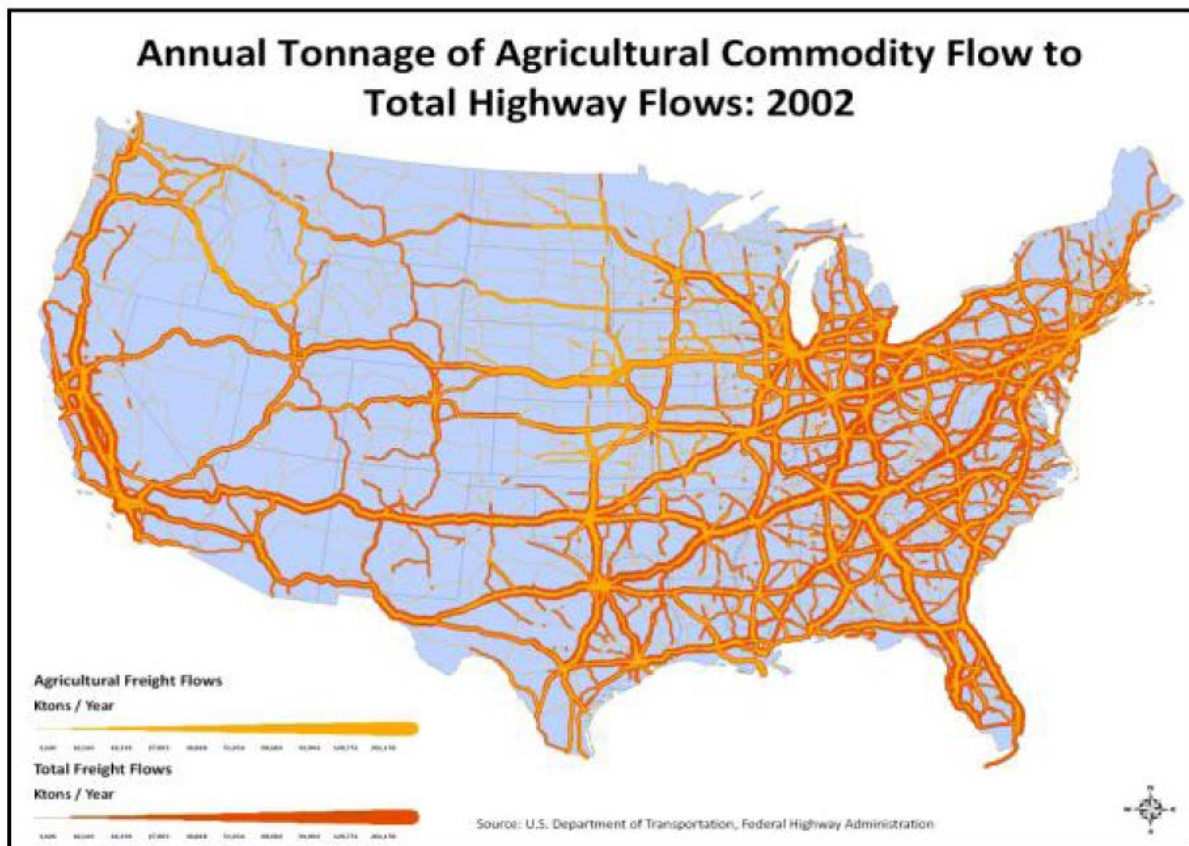 Annual Tonnage of Agricultural Commodity Flow to
Total Highway Flows: 2002
Agricultural Freight Flows
Ktons / Year
Total Freight Flows
Ktons / Year
Source: U.S. Department of Transportation, Federal Highway Administration
N